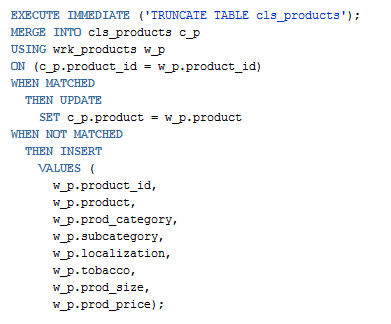 EXECUTE IMMEDIATE ('TRUNCATE TABLE cls_products');
MERGE INTO cls_products c_p
USING wrk_products w_p
ON (c_p.product_id = w_p.product_id)
WHEN MATCHED
THEN UPDATE
SET c_p.product = w_p.product
WHEN NOT MATCHED
THEN INSERT
VALUES (
w_p.product_id,
w_p.product,
w_p.prod_category,
w_p.subcategory,
w_p.localization,
w_p.tobacco,
w_p.prod_size,
w_p.prod_price);